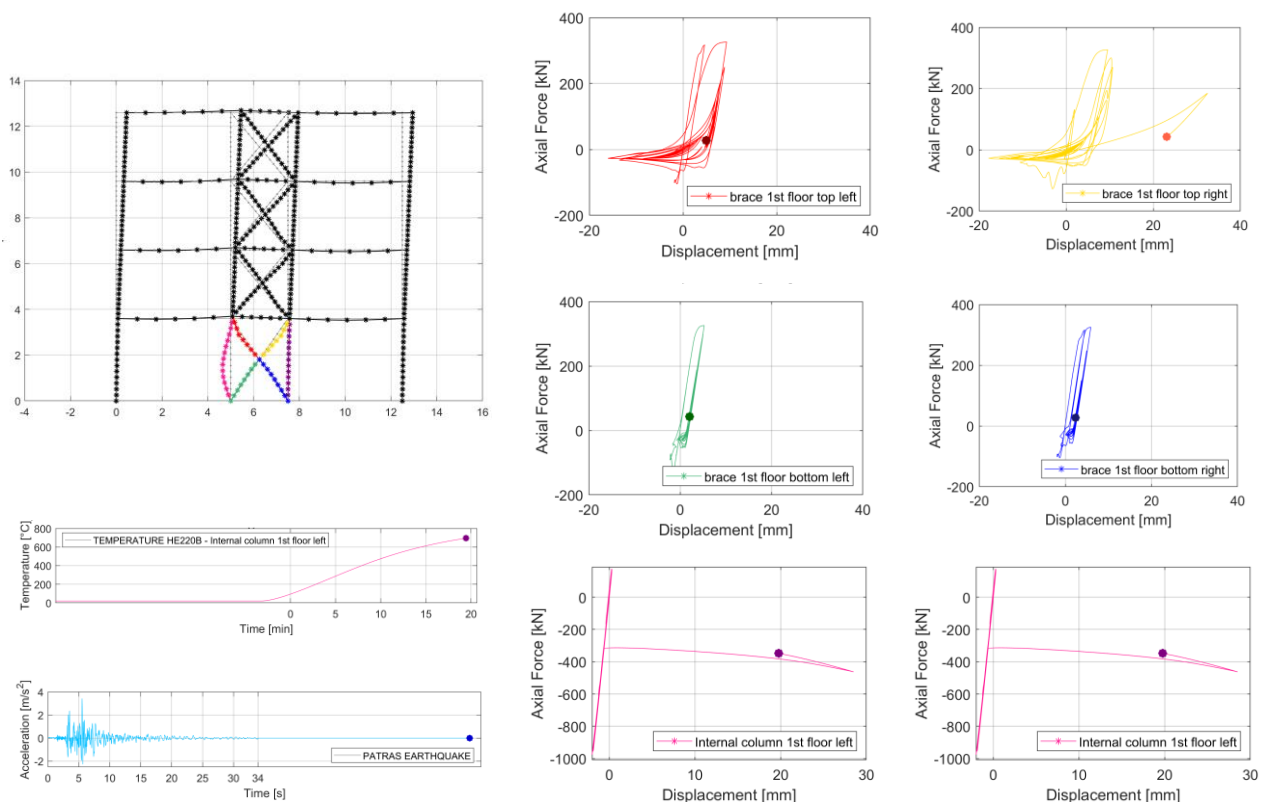 14
12
10
8
6
4
2
0
-4 -2 0 2 4 6 8 10 12 14 16
Axial Force [kN]
400
200
0
-200
-20 0 20 40
Displacement [mm]
brace 1st floor top left
Axial Force [kN]
400
200
0
-200
-20 0 20 40
Displacement [mm]
brace 1st floor top right
Axial Force [kN]
400
200
0
-200
-20 0 20 40
Displacement [mm]
brace 1st floor bottom left
Axial Force [kN]
400
200
0
-200
-20 0 20 40
Displacement [mm]
brace 1st floor bottom right
Temperature [°C]
800
600
400
200
0
TEMPERATURE HE220B - Internal column 1st floor left
0 5 10 15 20
Time [min]
Acceleration [m/s²]
4
2
0
-2
PATRAS EARTHQUAKE
0 5 10 15 20 25 30 34
Time [s]
Axial Force [kN]
0
-200
-400
-600
-800
-1000
0 10 20 30
Displacement [mm]
Internal column 1st floor left
Axial Force [kN]
0
-200
-400
-600
-800
-1000
0 10 20 30
Displacement [mm]
Internal column 1st floor left